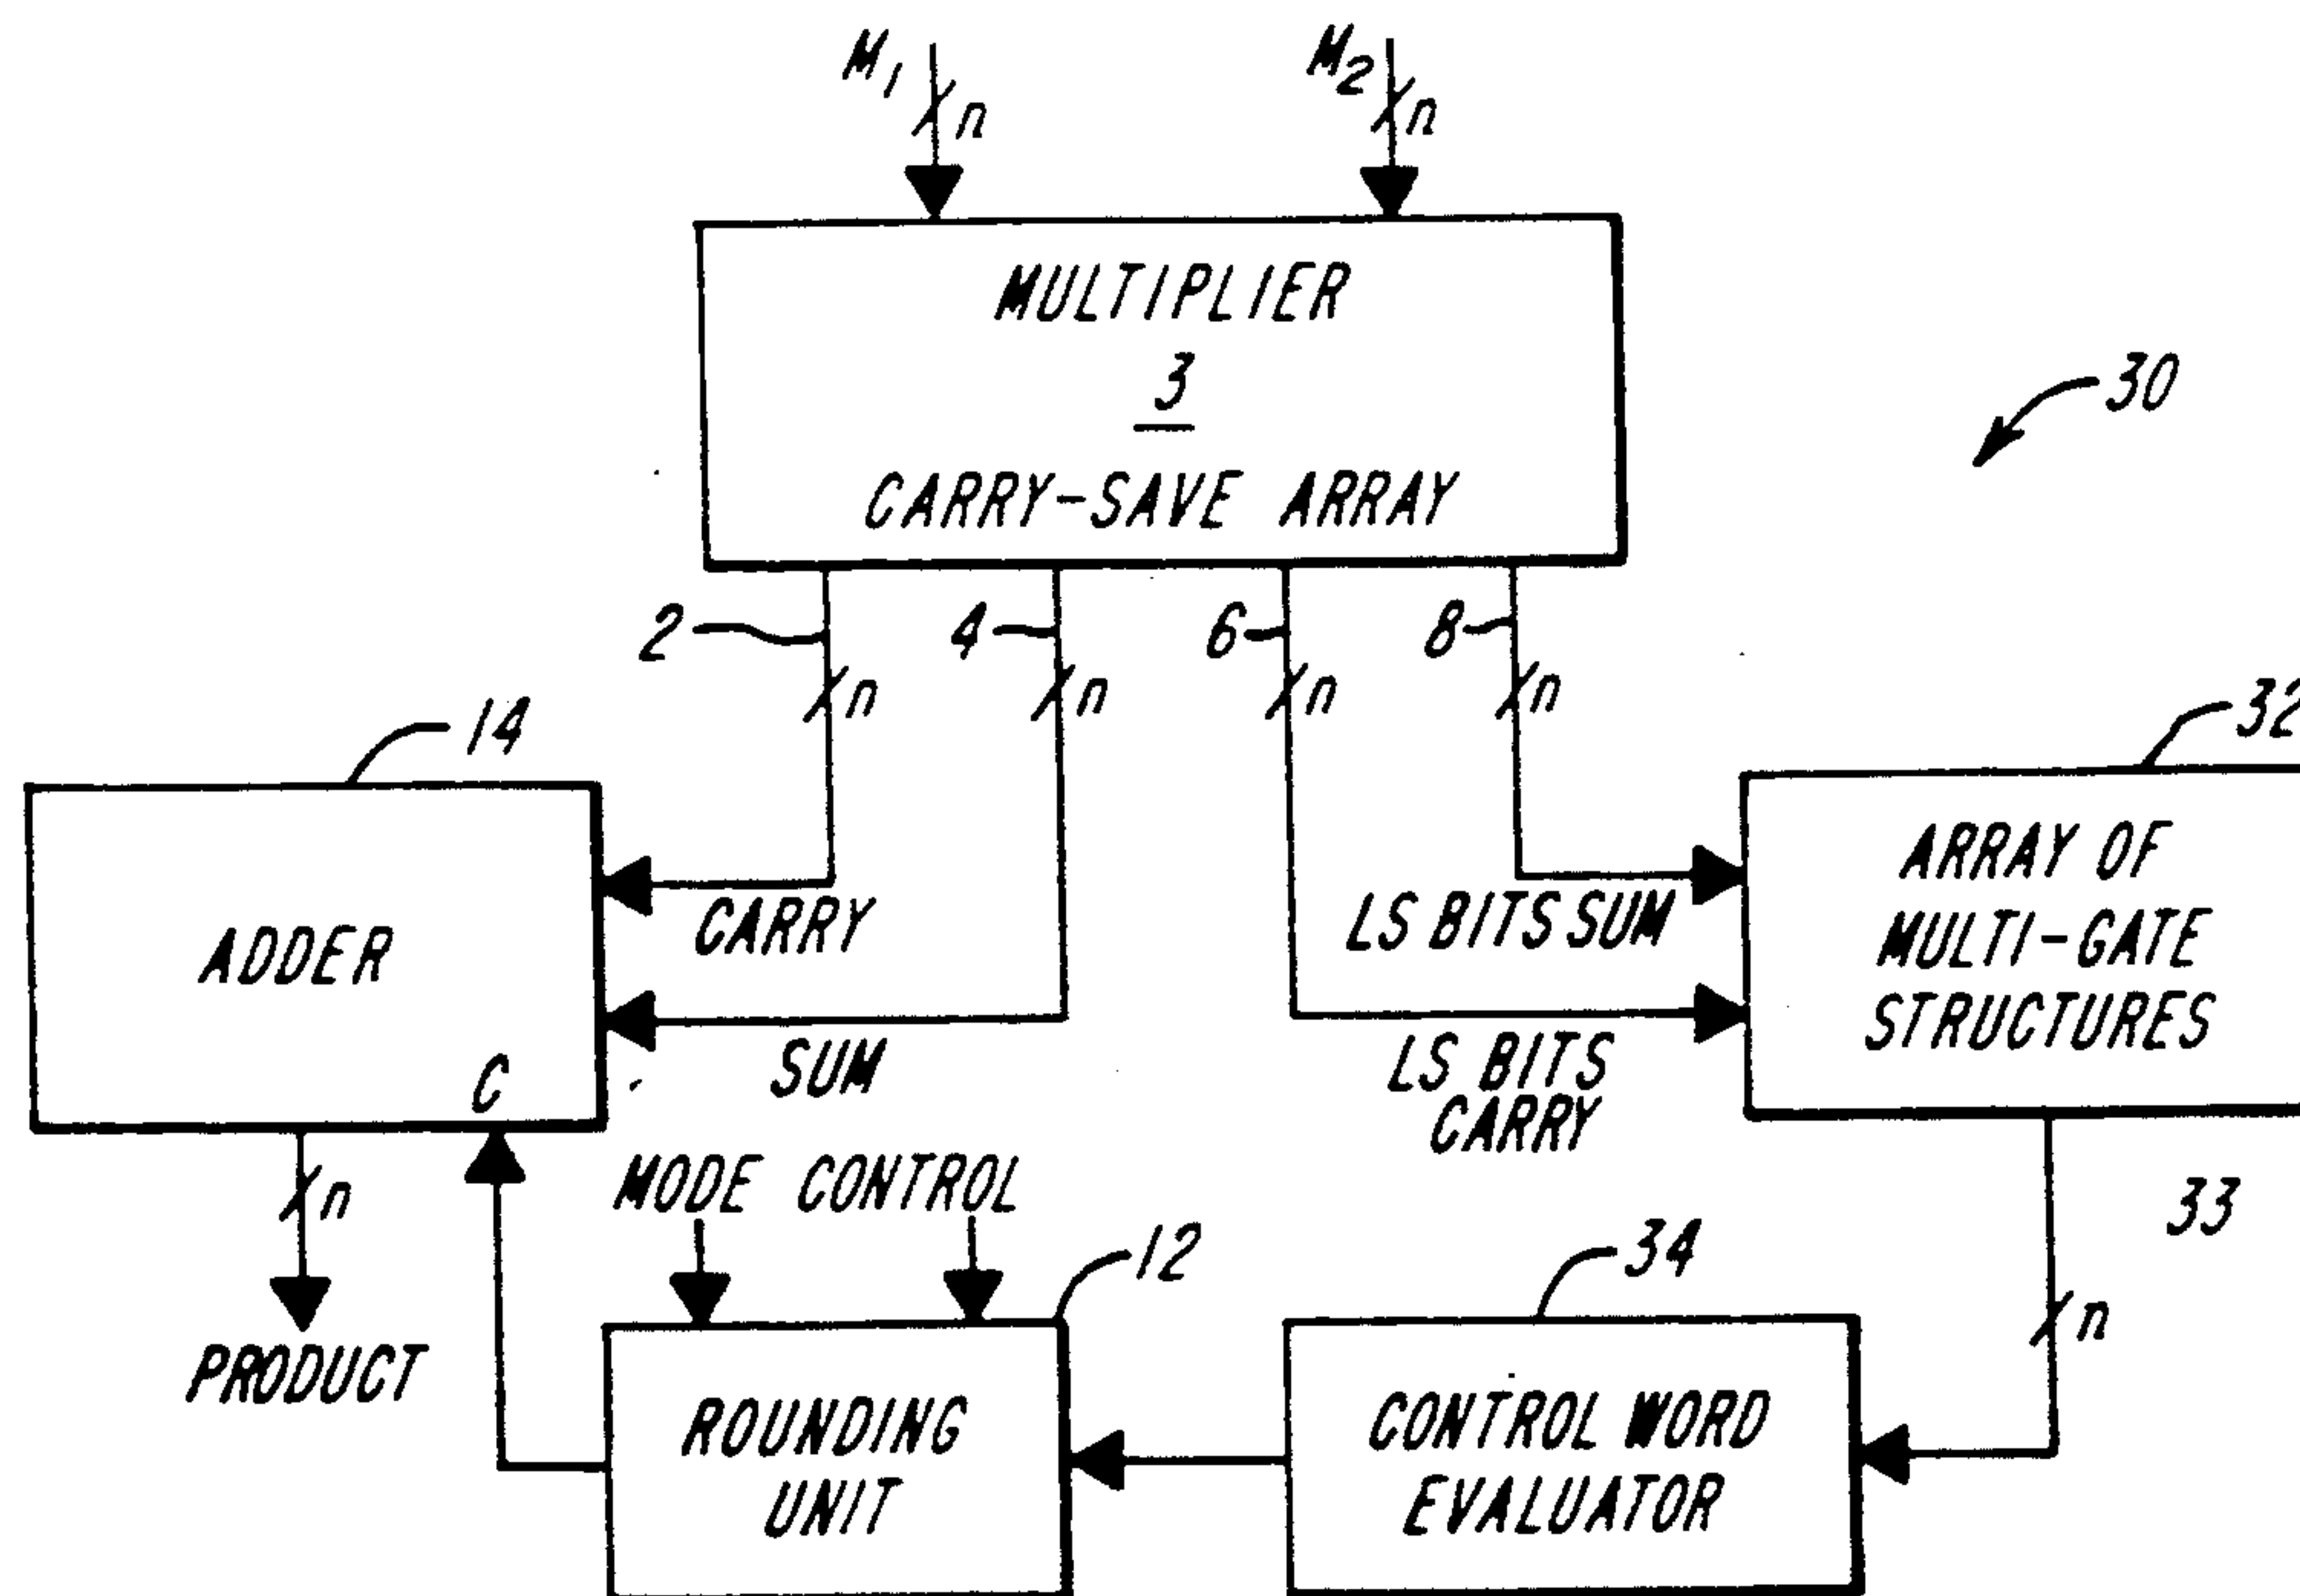 M1 n
M2 n
MULTIPLIER
3
CARRY-SAVE ARRAY
30
2
4
6
8
n
n
n
n
14
32
ADDER
CARRY
SUM
C
LS BITS SUM
LS BITS
CARRY
ARRAY OF
MULTI-GATE
STRUCTURES
n
PRODUCT
MODE CONTROL
12
34
33
n
ROUNDING
UNIT
CONTROL WORD
EVALUATOR